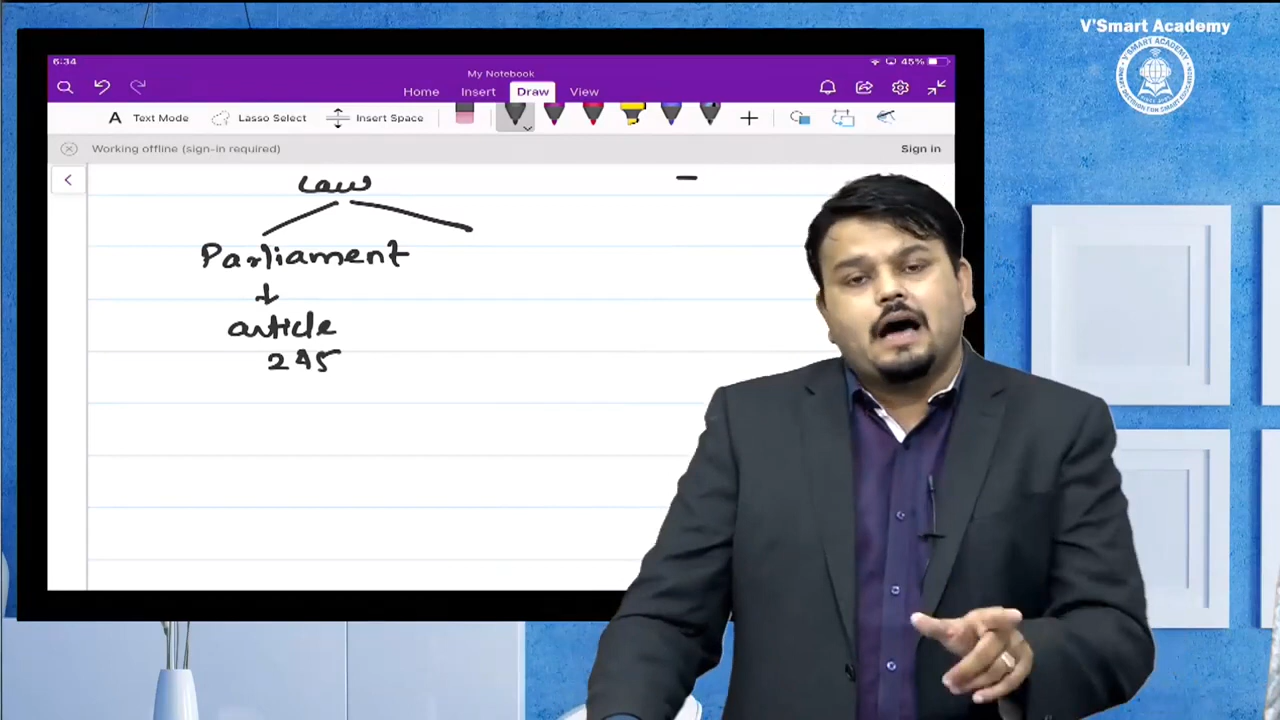 V'Smart Academy
6:34
45%
My Notebook
Home Insert Draw View
A Text Mode Lasso Select Insert Space
Working offline (sign-in required) Sign in
Law
Parliament
article
245